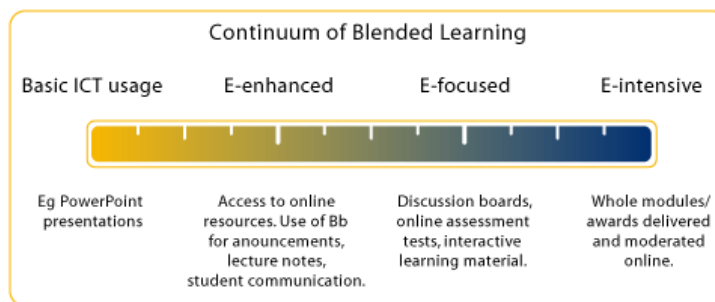 Continuum of Blended Learning
Basic ICT usage
E-enhanced
E-focused
E-intensive
Eg PowerPoint
presentations
Access to online
resources. Use of Bb
for anouncements,
lecture notes,
student communication.
Discussion boards,
online assessment
tests, interactive
learning material.
Whole modules/
awards delivered
and moderated
online.